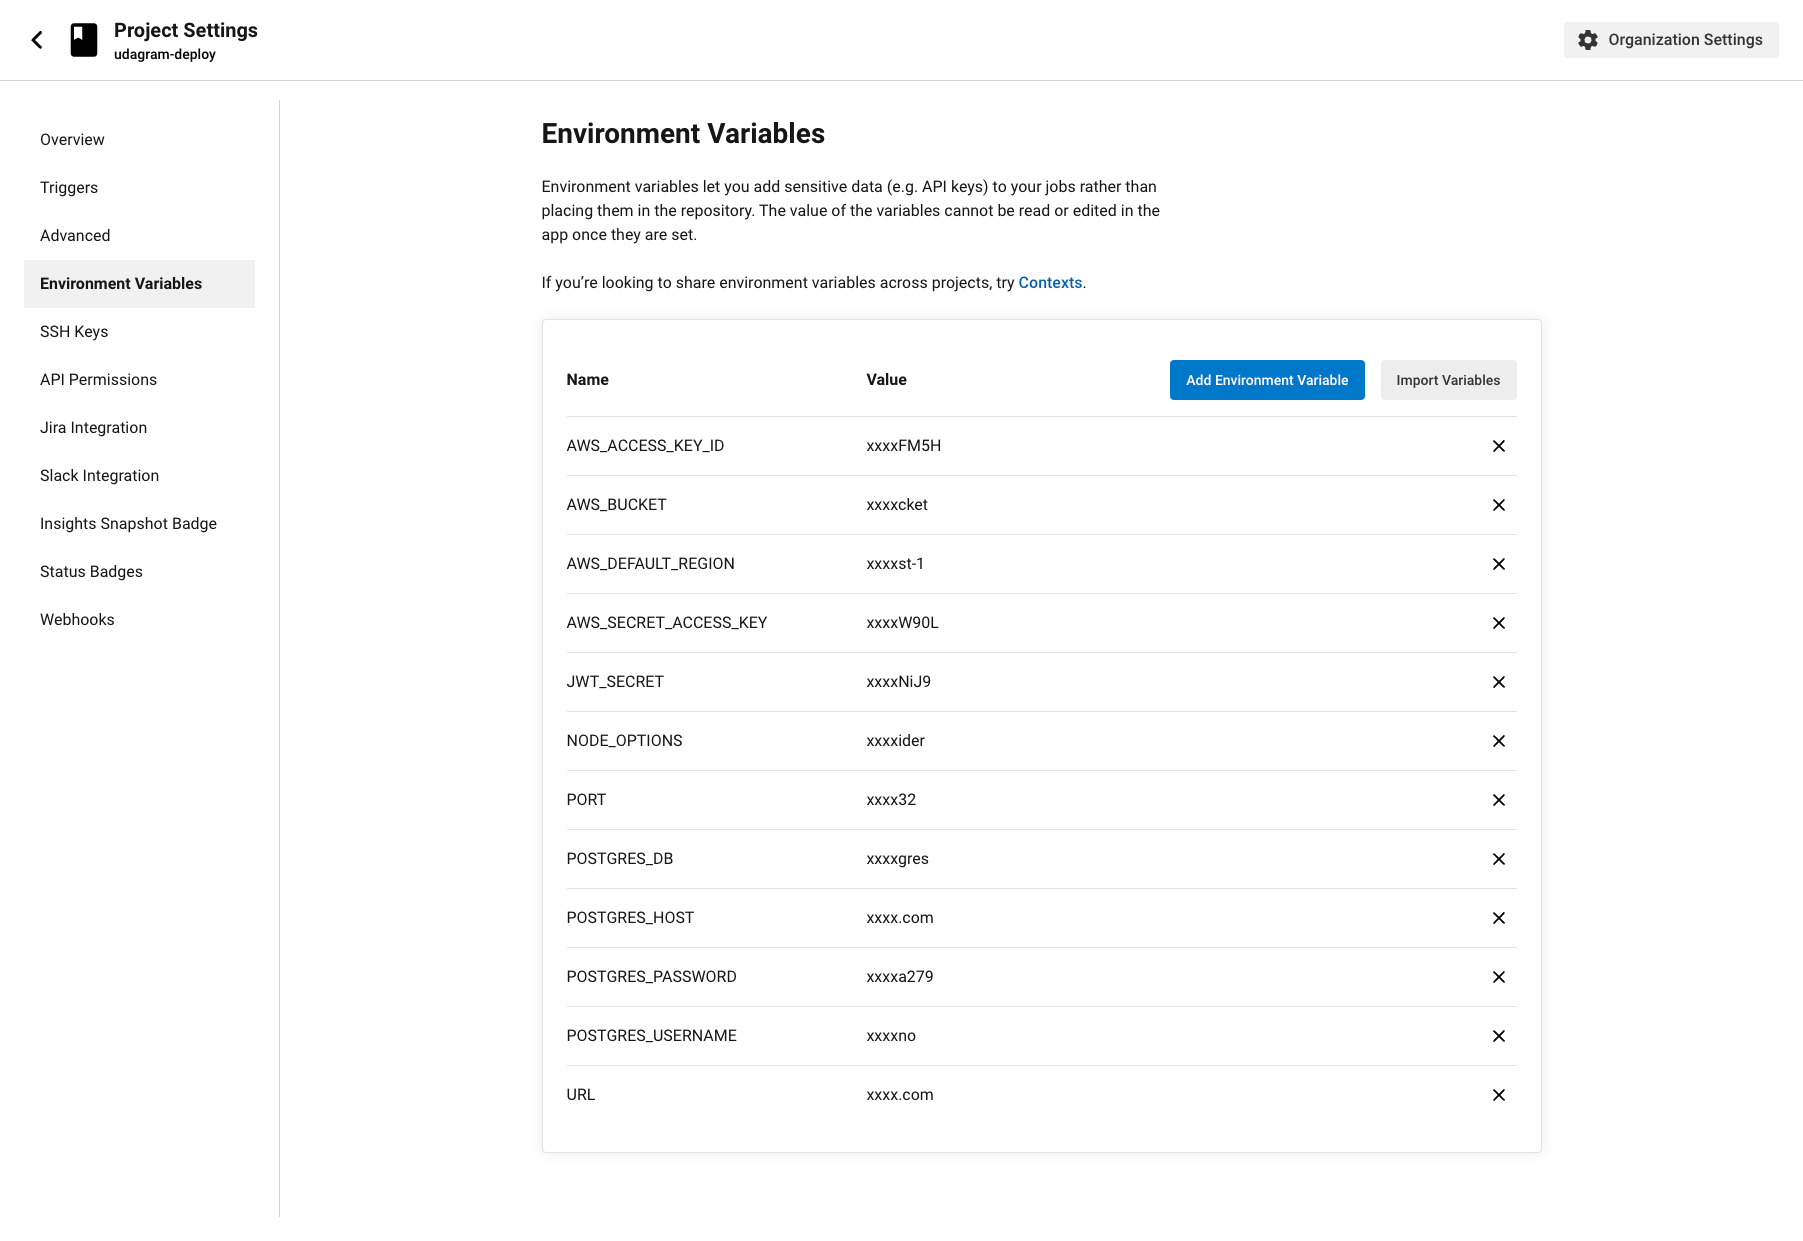 Project Settings
udagram-deploy
Organization Settings
Overview
Triggers
Advanced
Environment Variables
SSH Keys
API Permissions
Jira Integration
Slack Integration
Insights Snapshot Badge
Status Badges
Webhooks
Environment Variables
Environment variables let you add sensitive data (e.g. API keys) to your jobs rather than
placing them in the repository. The value of the variables cannot be read or edited in the
app once they are set.
If you’re looking to share environment variables across projects, try Contexts.
Name Value Add Environment Variable Import Variables
AWS_ACCESS_KEY_ID xxxxFM5H
AWS_BUCKET xxxxcket
AWS_DEFAULT_REGION xxxxst-1
AWS_SECRET_ACCESS_KEY xxxxW90L
JWT_SECRET xxxxNiJ9
NODE_OPTIONS xxxxider
PORT xxxx32
POSTGRES_DB xxxxgres
POSTGRES_HOST xxxx.com
POSTGRES_PASSWORD xxxxa279
POSTGRES_USERNAME xxxxno
URL xxxx.com